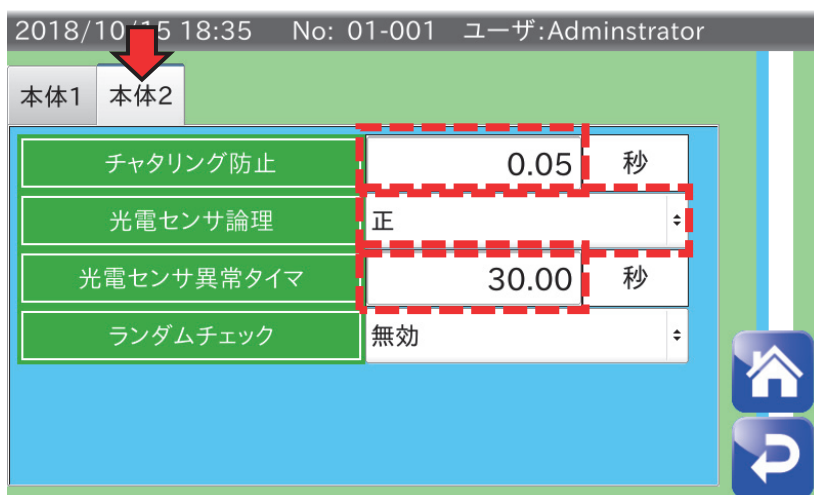 2018/10/15 18:35 No: 01-001 ユーザ:Adminstrator
本体1 本体2
チャタリング防止 0.05 秒
光電センサ論理 正
光電センサ異常タイマ 30.00 秒
ランダムチェック 無効